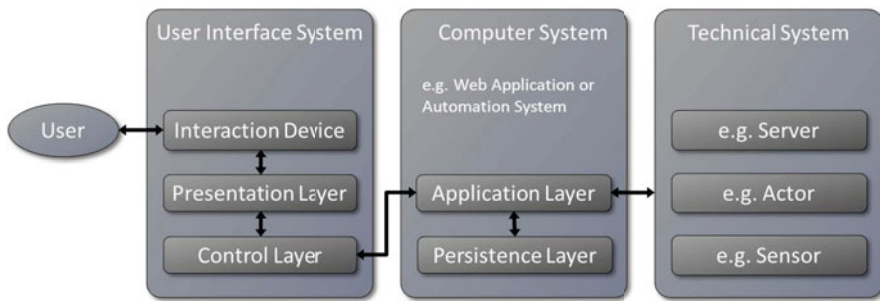 User
User Interface System
Interaction Device
Presentation Layer
Control Layer
Computer System
e.g. Web Application or
Automation System
Application Layer
Persistence Layer
Technical System
e.g. Server
e.g. Actor
e.g. Sensor